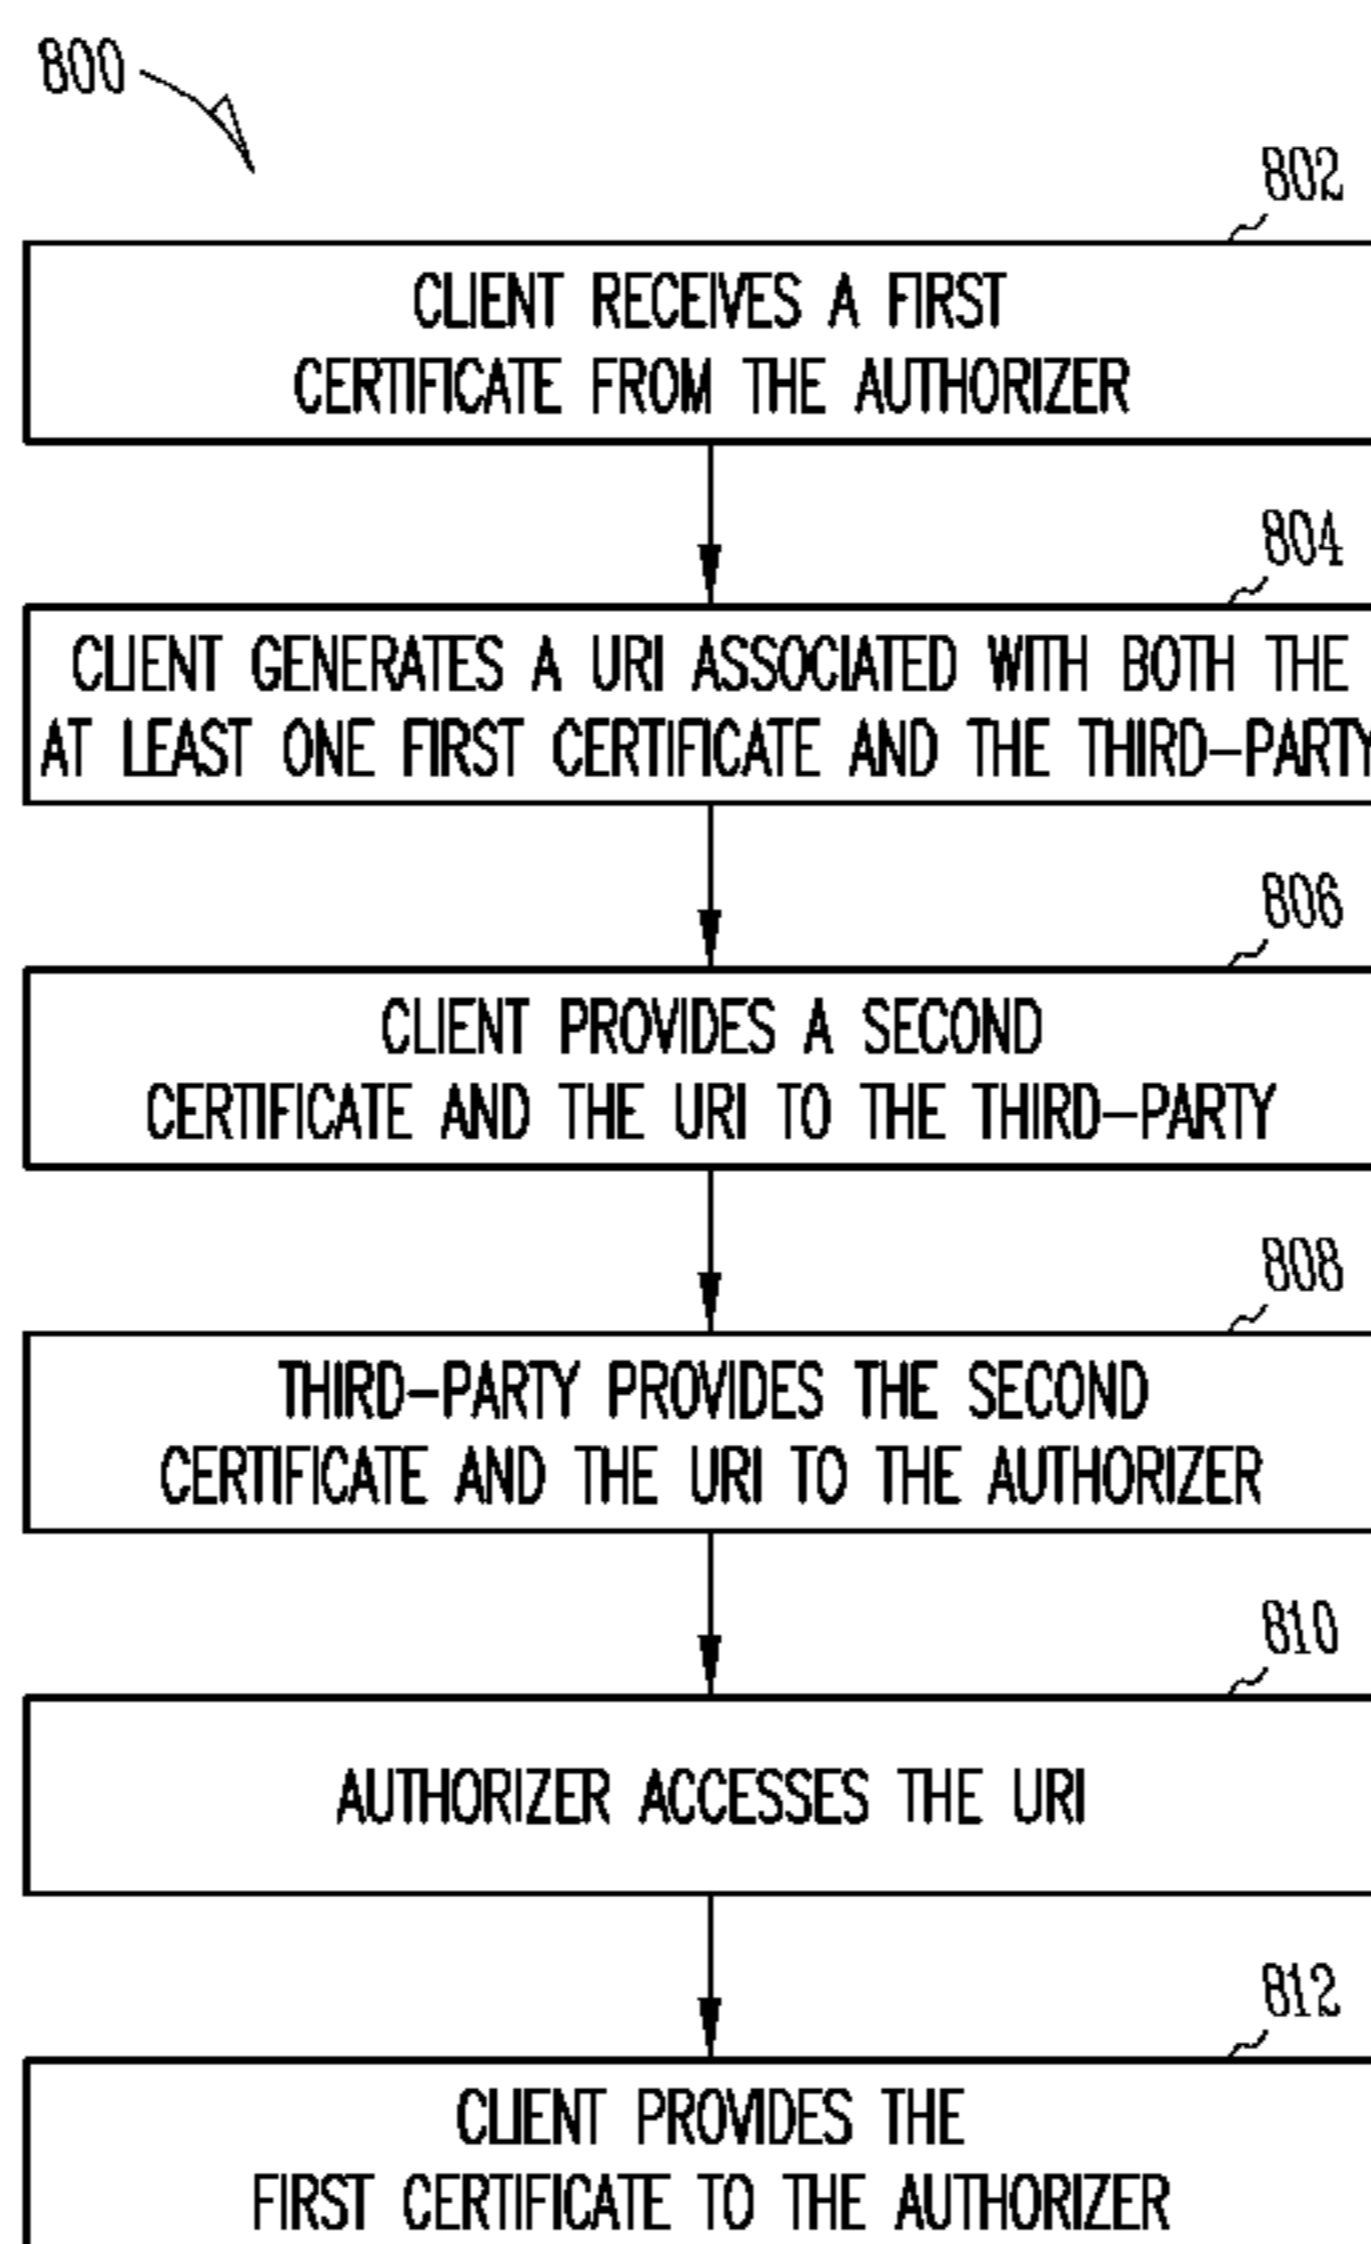 800
802
CLIENT RECEIVES A FIRST
CERTIFICATE FROM THE AUTHORIZER
804
CLIENT GENERATES A URI ASSOCIATED WITH BOTH THE
AT LEAST ONE FIRST CERTIFICATE AND THE THIRD-PARTY
806
CLIENT PROVIDES A SECOND
CERTIFICATE AND THE URI TO THE THIRD-PARTY
808
THIRD-PARTY PROVIDES THE SECOND
CERTIFICATE AND THE URI TO THE AUTHORIZER
810
AUTHORIZER ACCESSES THE URI
812
CLIENT PROVIDES THE
FIRST CERTIFICATE TO THE AUTHORIZER